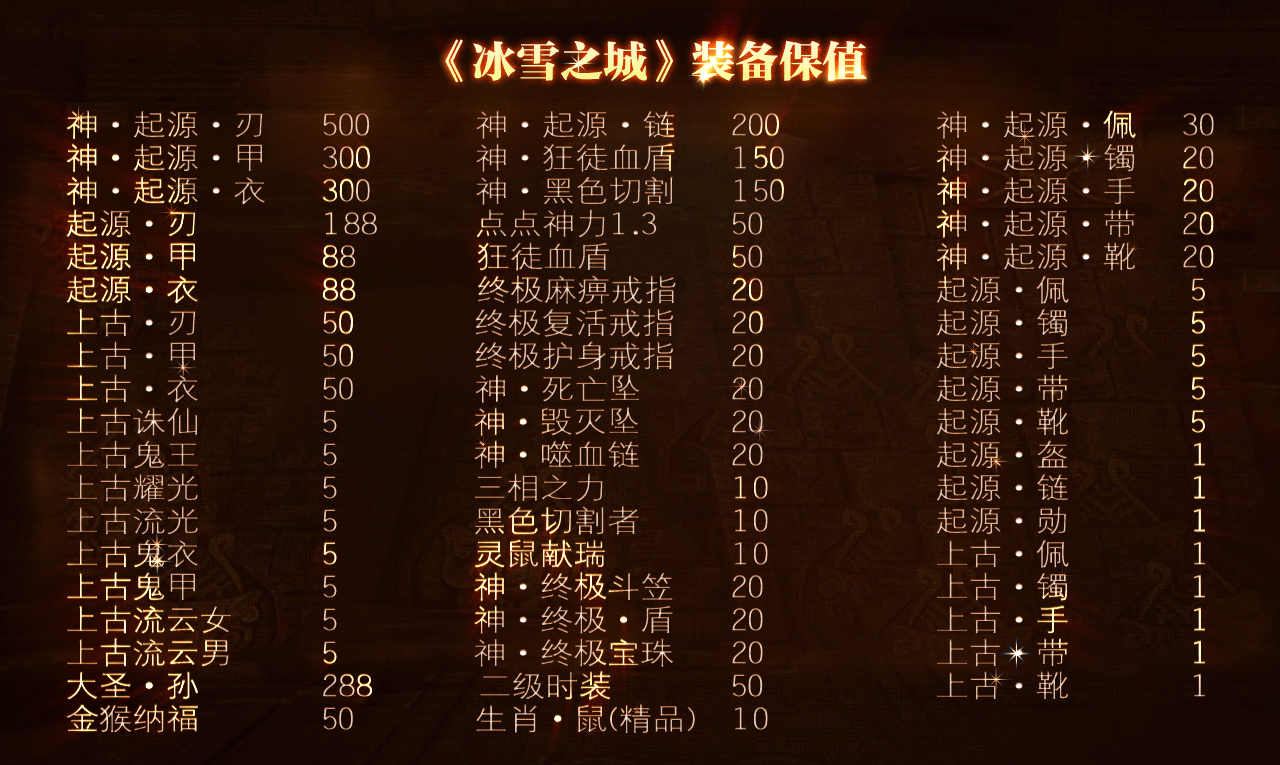 《冰雪之城》装备保值
神·起源·刃 500 神·起源·链 200 神·起源·佩 30
神·起源·甲 300 神·狂徒血盾 150 神·起源·镯 20
神·起源·衣 300 神·黑色切割 150 神·起源·手 20
起源·刃 188 点点神力1.3 50 神·起源·带 20
起源·甲 88 狂徒血盾 50 神·起源·靴 20
起源·衣 88 终极麻痹戒指 20 起源·佩 5
上古·刃 50 终极复活戒指 20 起源·镯 5
上古·甲 50 终极护身戒指 20 起源·手 5
上古·衣 50 神·死亡坠 20 起源·带 5
上古诛仙 5 神·毁灭坠 20 起源·靴 5
上古鬼王 5 神·噬血链 20 起源·盔 1
上古耀光 5 三相之力 10 起源·链 1
上古流光 5 黑色切割者 10 起源·勋 1
上古鬼衣 5 灵鼠献瑞 10 上古·佩 1
上古鬼甲 5 神·终极斗笠 20 上古·镯 1
上古流云女 5 神·终极·盾 20 上古·手 1
上古流云男 5 神·终极宝珠 20 上古·带 1
大圣·孙 288 二级时装 50 上古·靴 1
金猴纳福 50 生肖·鼠(精品) 10